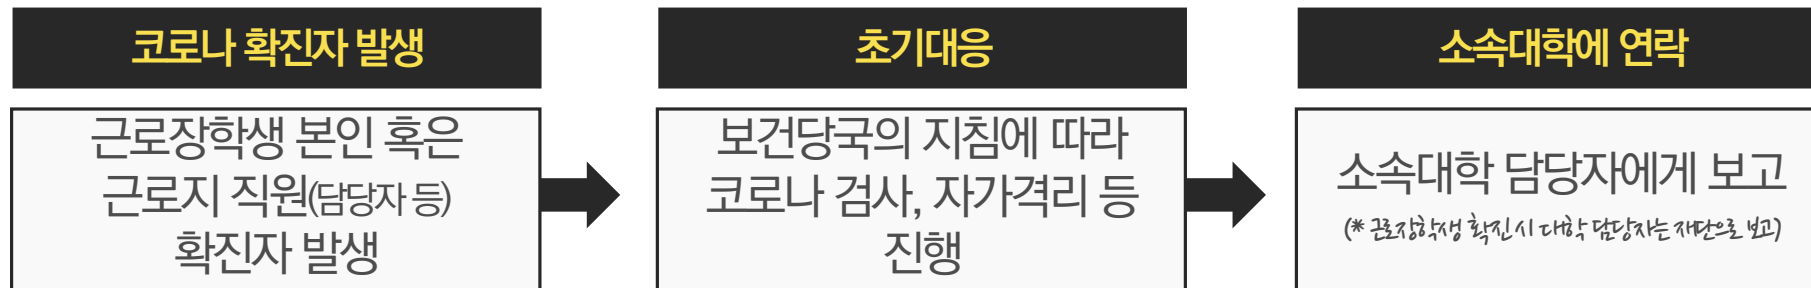 코로나 확진자 발생
근로장학생 본인 혹은
근로지 직원(담당자 등)
확진자 발생
초기대응
보건당국의 지침에 따라
코로나 검사, 자가격리 등
진행
소속대학에 연락
소속대학 담당자에게 보고
(* 근로장학생 확진 시 대학 담당자는 재단으로 보고)